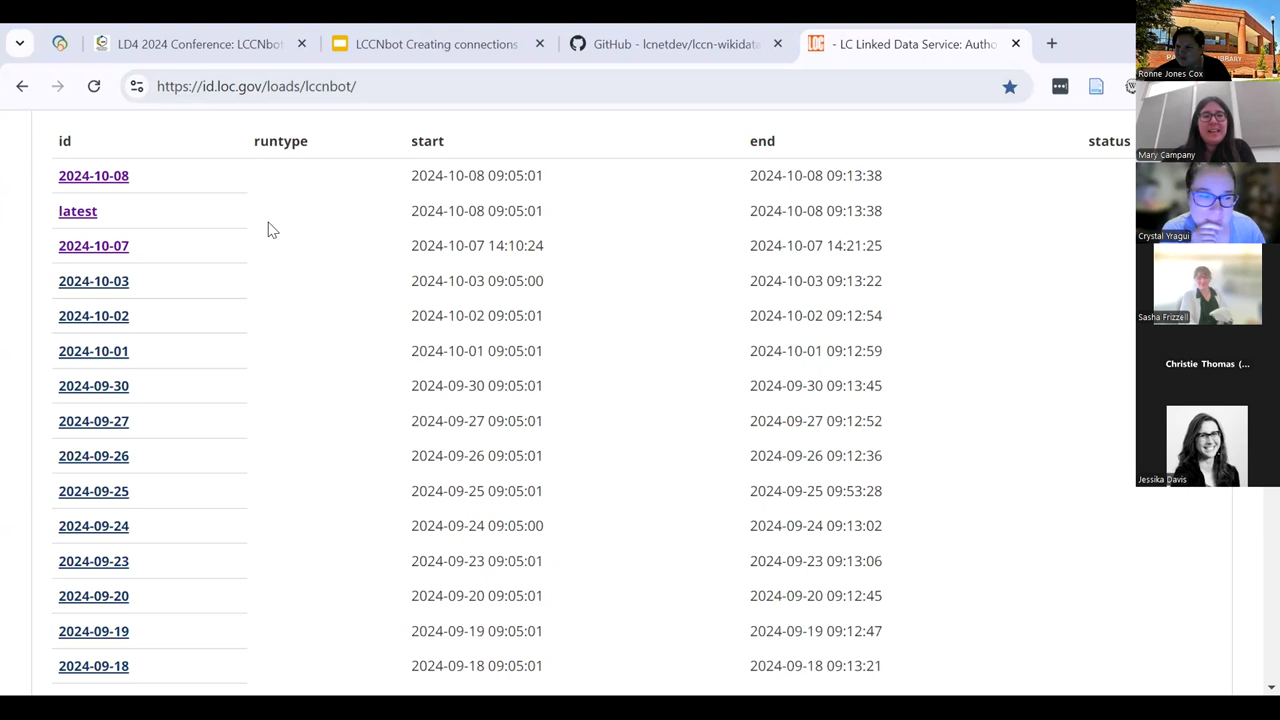 LD4 2024 Conference: LCCNbot
LCCNbot Creating connections
GitHub - lcnetdev/lccn-wikidata
LOC
- LC Linked Data Service: Autho
https://id.loc.gov/loads/lccnbot/
id runtype start end status
2024-10-08 2024-10-08 09:05:01 2024-10-08 09:13:38
latest 2024-10-08 09:05:01 2024-10-08 09:13:38
2024-10-07 2024-10-07 14:10:24 2024-10-07 14:21:25
2024-10-03 2024-10-03 09:05:00 2024-10-03 09:13:22
2024-10-02 2024-10-02 09:05:01 2024-10-02 09:12:54
2024-10-01 2024-10-01 09:05:01 2024-10-01 09:12:59
2024-09-30 2024-09-30 09:05:01 2024-09-30 09:13:45
2024-09-27 2024-09-27 09:05:01 2024-09-27 09:12:52
2024-09-26 2024-09-26 09:05:01 2024-09-26 09:12:36
2024-09-25 2024-09-25 09:05:01 2024-09-25 09:53:28
2024-09-24 2024-09-24 09:05:00 2024-09-24 09:13:02
2024-09-23 2024-09-23 09:05:01 2024-09-23 09:13:06
2024-09-20 2024-09-20 09:05:01 2024-09-20 09:12:45
2024-09-19 2024-09-19 09:05:01 2024-09-19 09:12:47
2024-09-18 2024-09-18 09:05:01 2024-09-18 09:13:21
Ronne Jones Cox
Mary Campany
Crystal Yragui
Sasha Frizzell
Christie Thomas (...
Jessika Davis